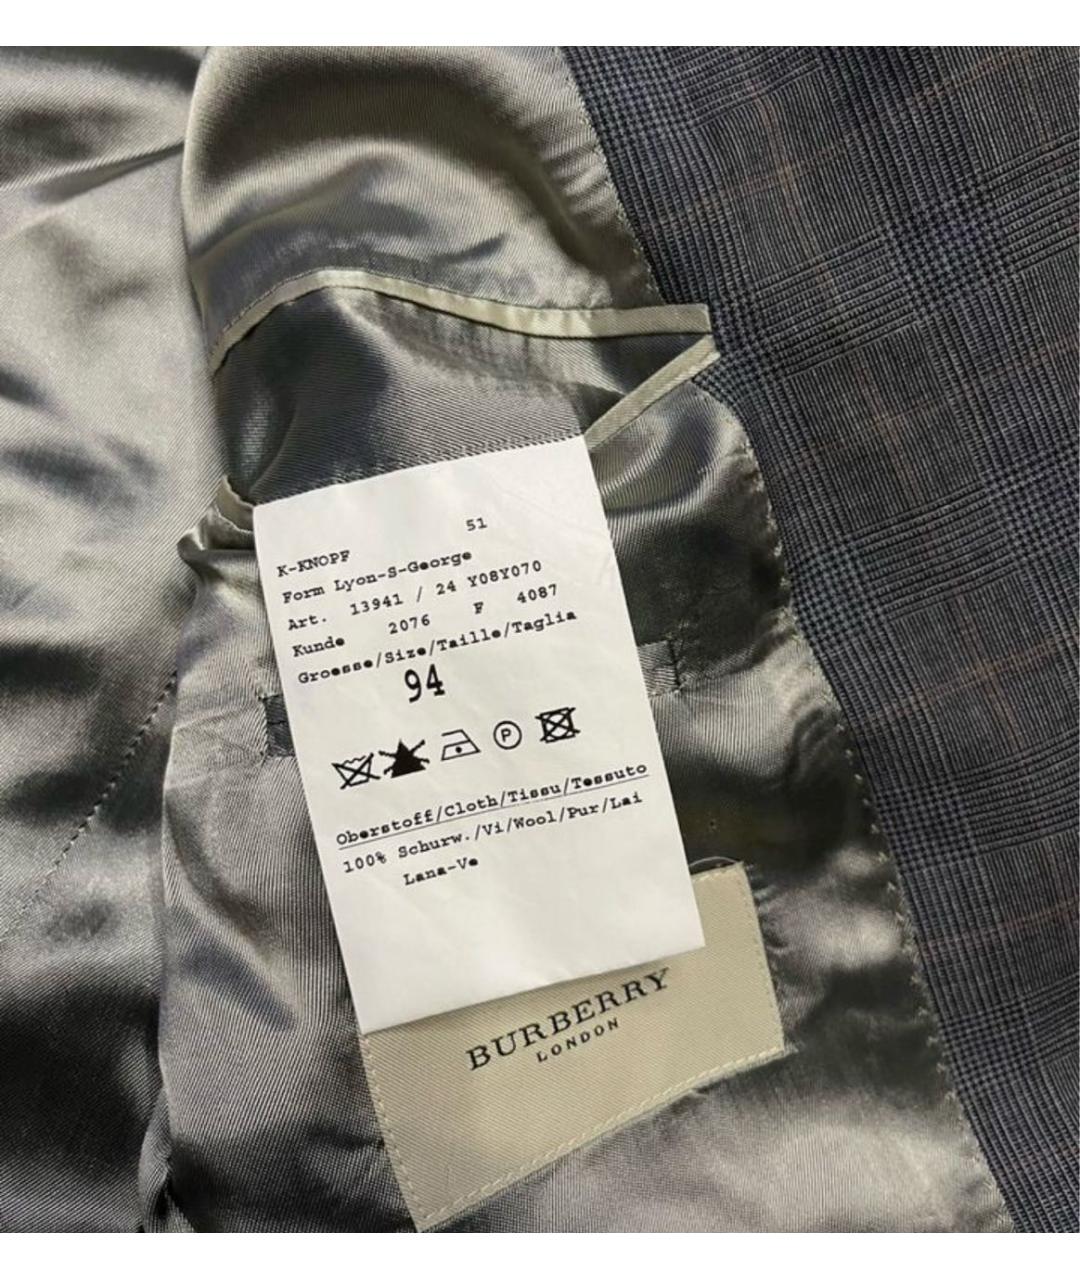 51
K-KNOPF
Form Lyon-S-George
Art. 13941 / 24 Y08Y070
Kunde 2076 F 4087
Groesse/Size/Taille/Taglia
94
P
Oberstoff/Cloth/Tissu/Tessuto
100% Schurw./Vi/Wool/Pur/Lai
Lana-Ve
BURBERRY
LONDON